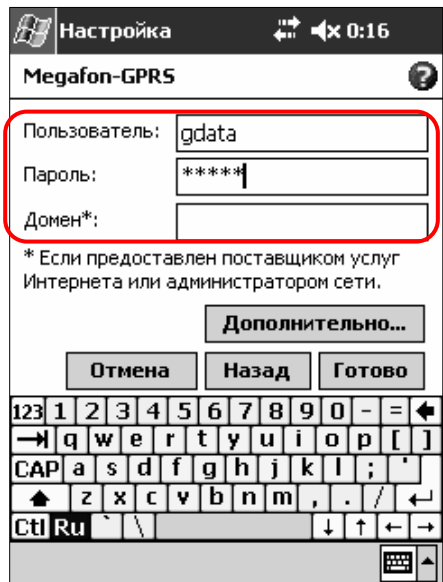 Настройка 0:16
Megafon-GPRS ?
Пользователь: gdata
Пароль: *****
Домен*:
* Если предоставлен поставщиком услуг
Интернета или администратором сети.
Дополнительно...
Отмена Назад Готово
123 1 2 3 4 5 6 7 8 9 0 - =
q w e r t y u i o p [ ]
CAP a s d f g h j k l ; '
z x c v b n m , . /
Ctl Ru ` \ ↓ ↑ ← →